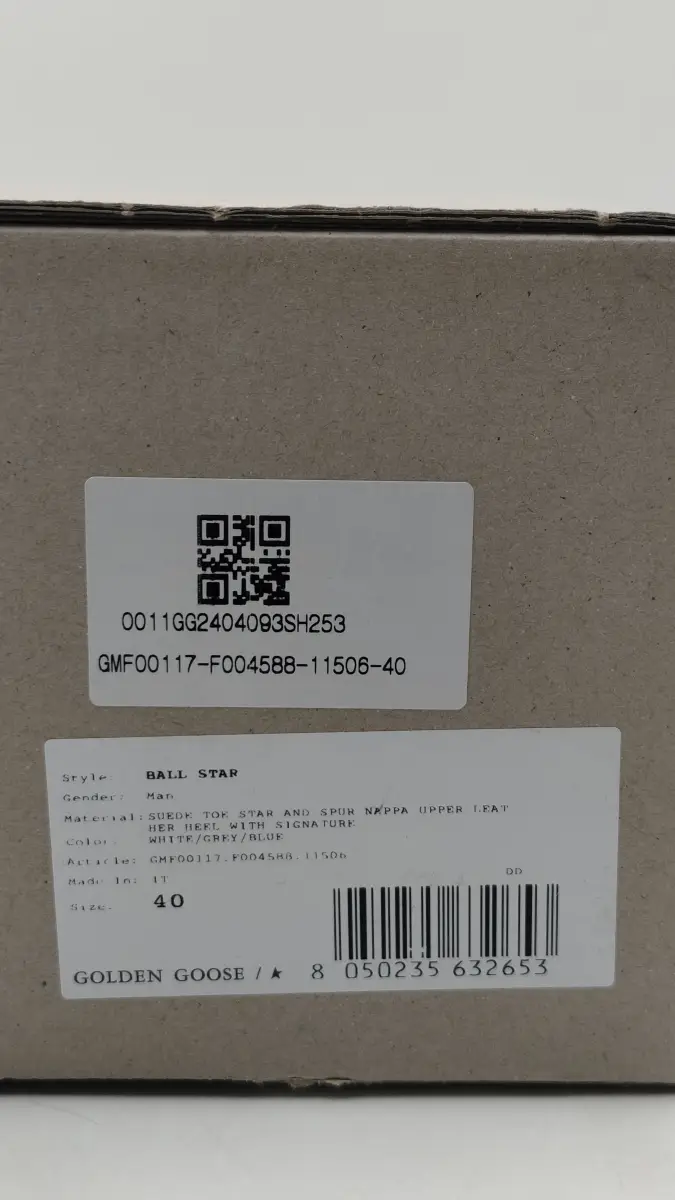 0011GG2404093SH253
GMF00117-F004588-11506-40
Style: BALL STAR
Gender: Man
Material: SUEDE TOE STAR AND SPUR NAPPA UPPER LEAT
HER HEEL WITH SIGNATURE
Color: WHITE/GREY/BLUE
Article: GMF00117.F004588.11506
Made In: IT
DD
Size: 40
GOLDEN GOOSE / ★
8 050235 632653